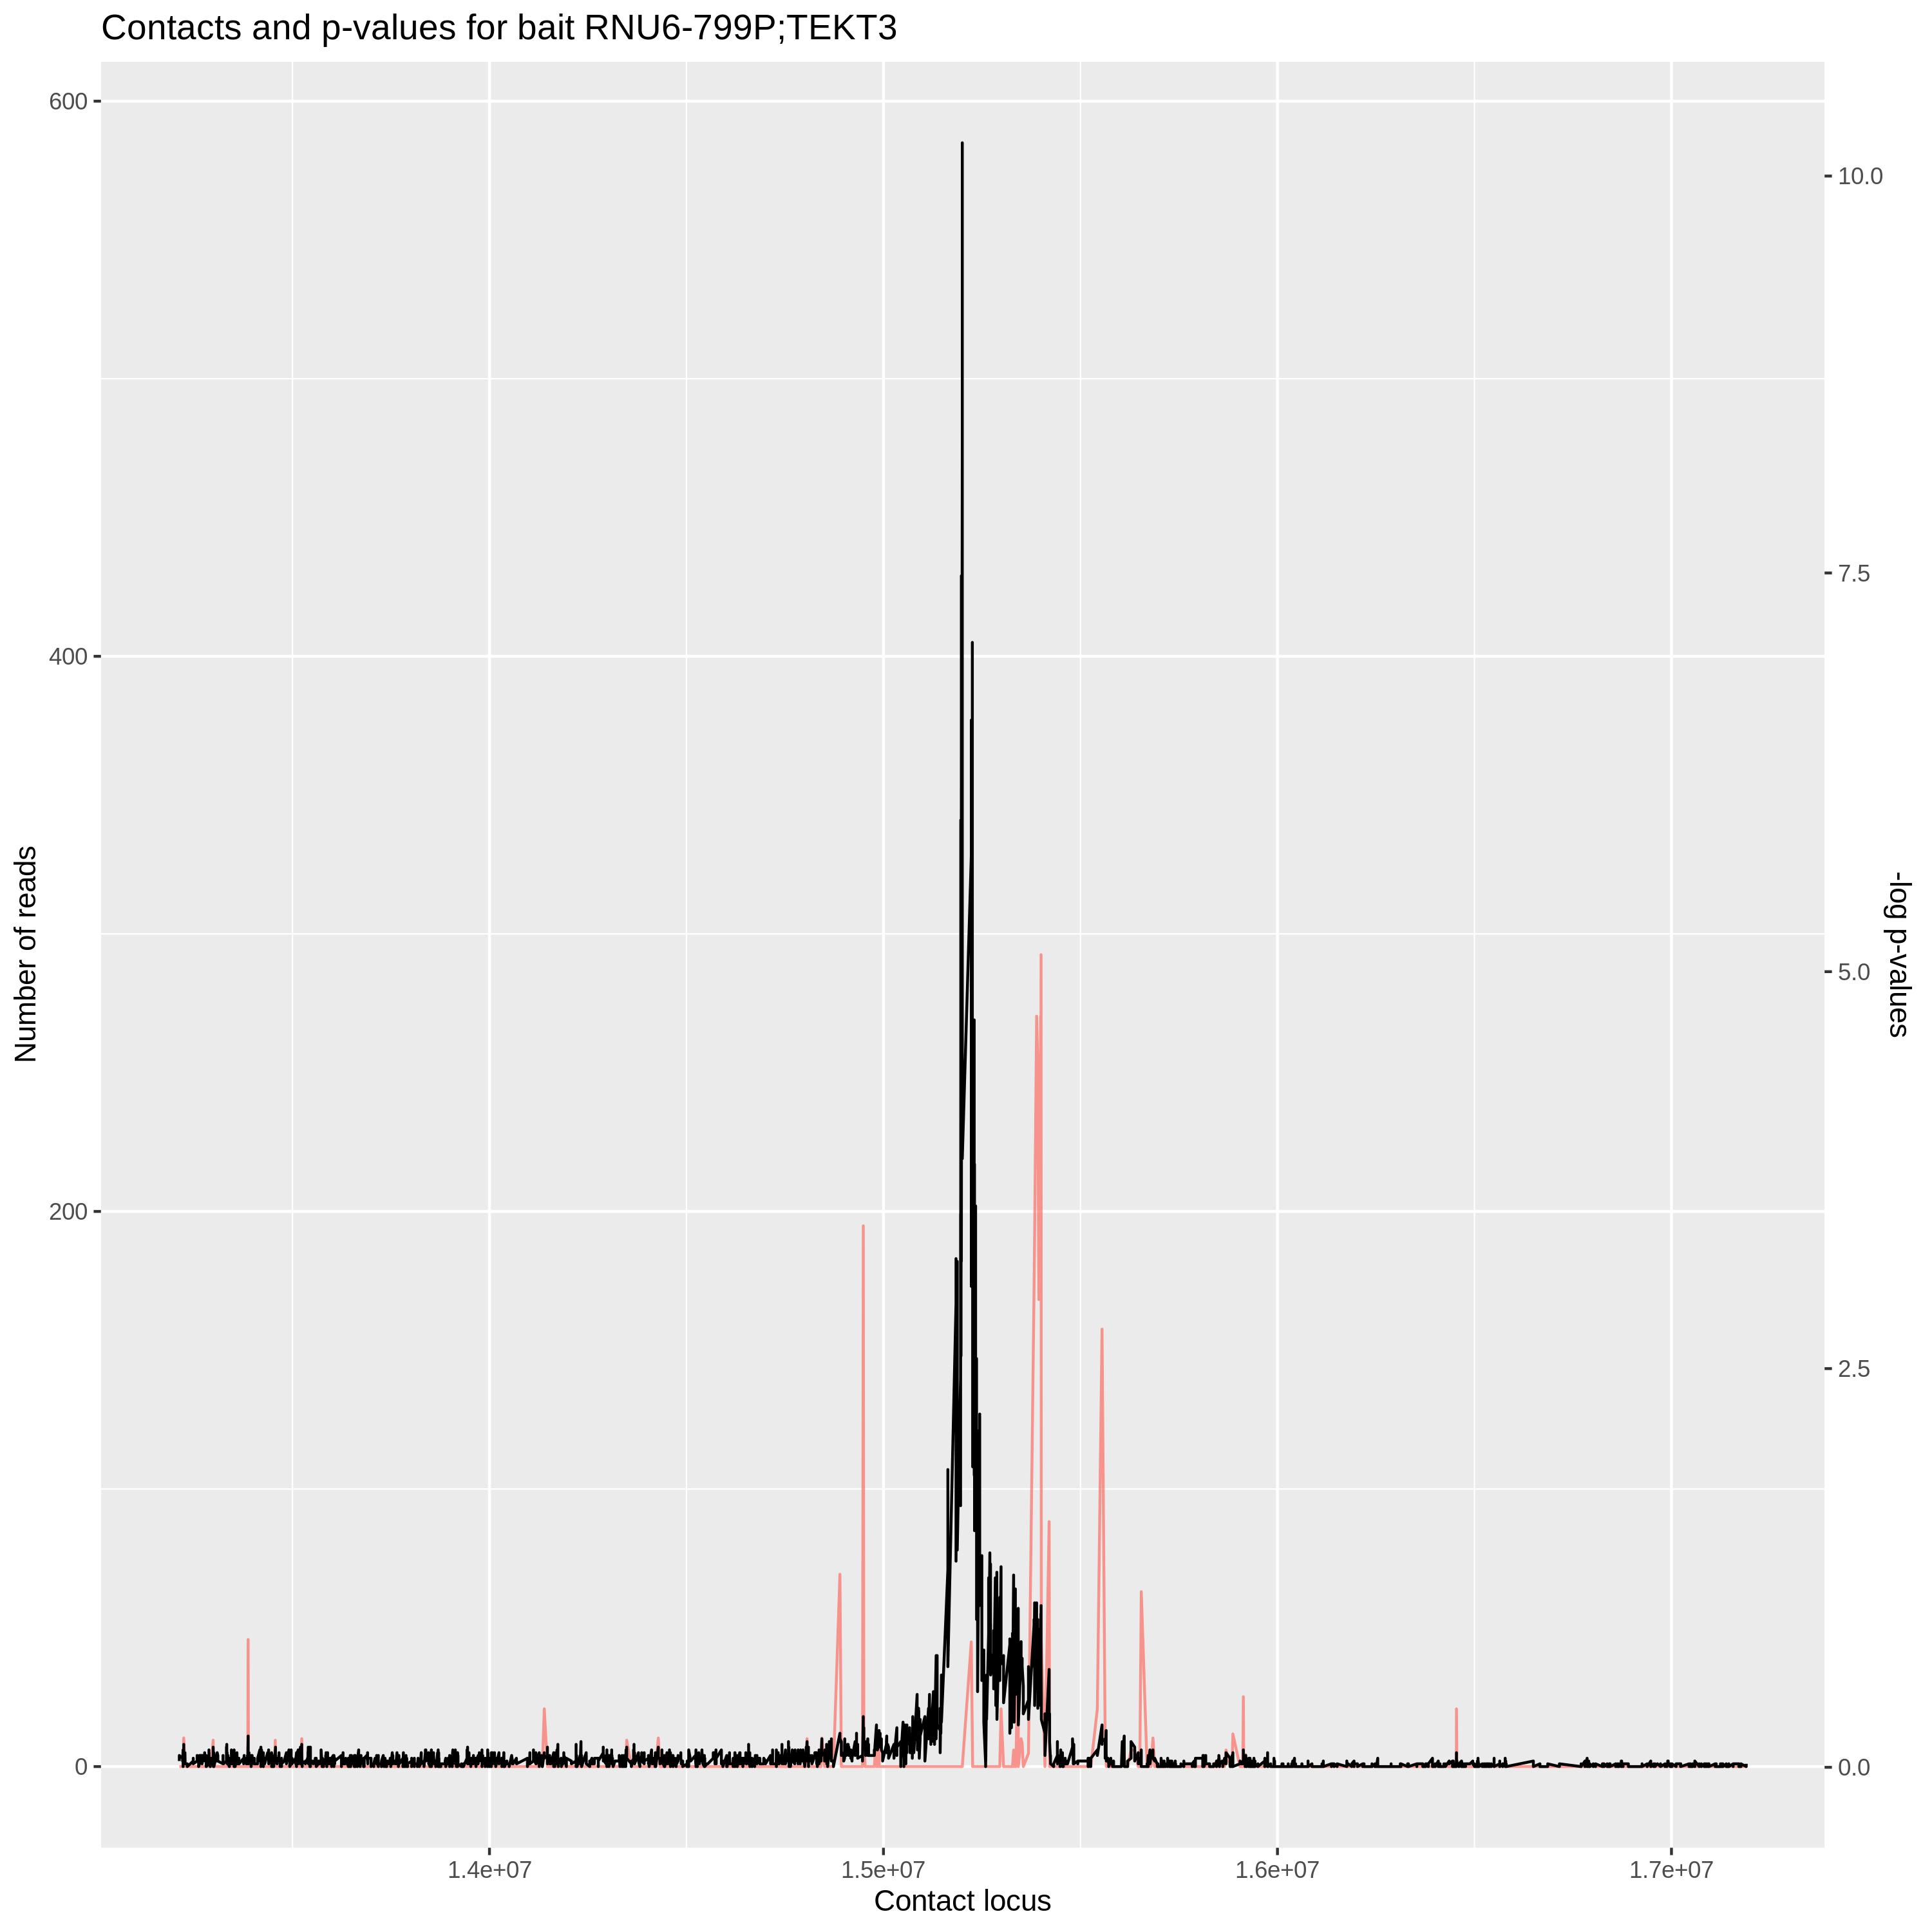 Contacts and p-values for bait RNU6-799P;TEKT3
600
400
200
0
Number of reads
10.0
7.5
5.0
2.5
0.0
-log p-values
1.4e+07
1.5e+07
1.6e+07
1.7e+07
Contact locus